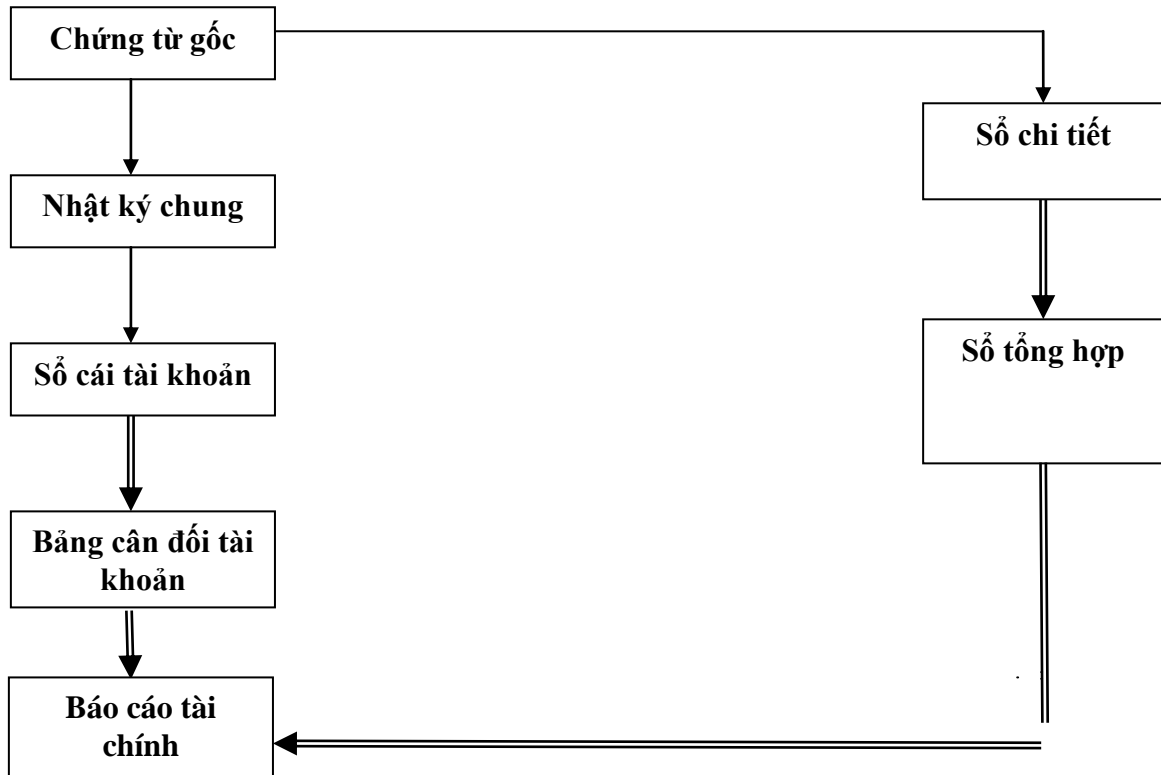 Chứng từ gốc
Sổ chi tiết
Nhật ký chung
Sổ tổng hợp
Sổ cái tài khoản
Bảng cân đối tài
khoản
Báo cáo tài
chính